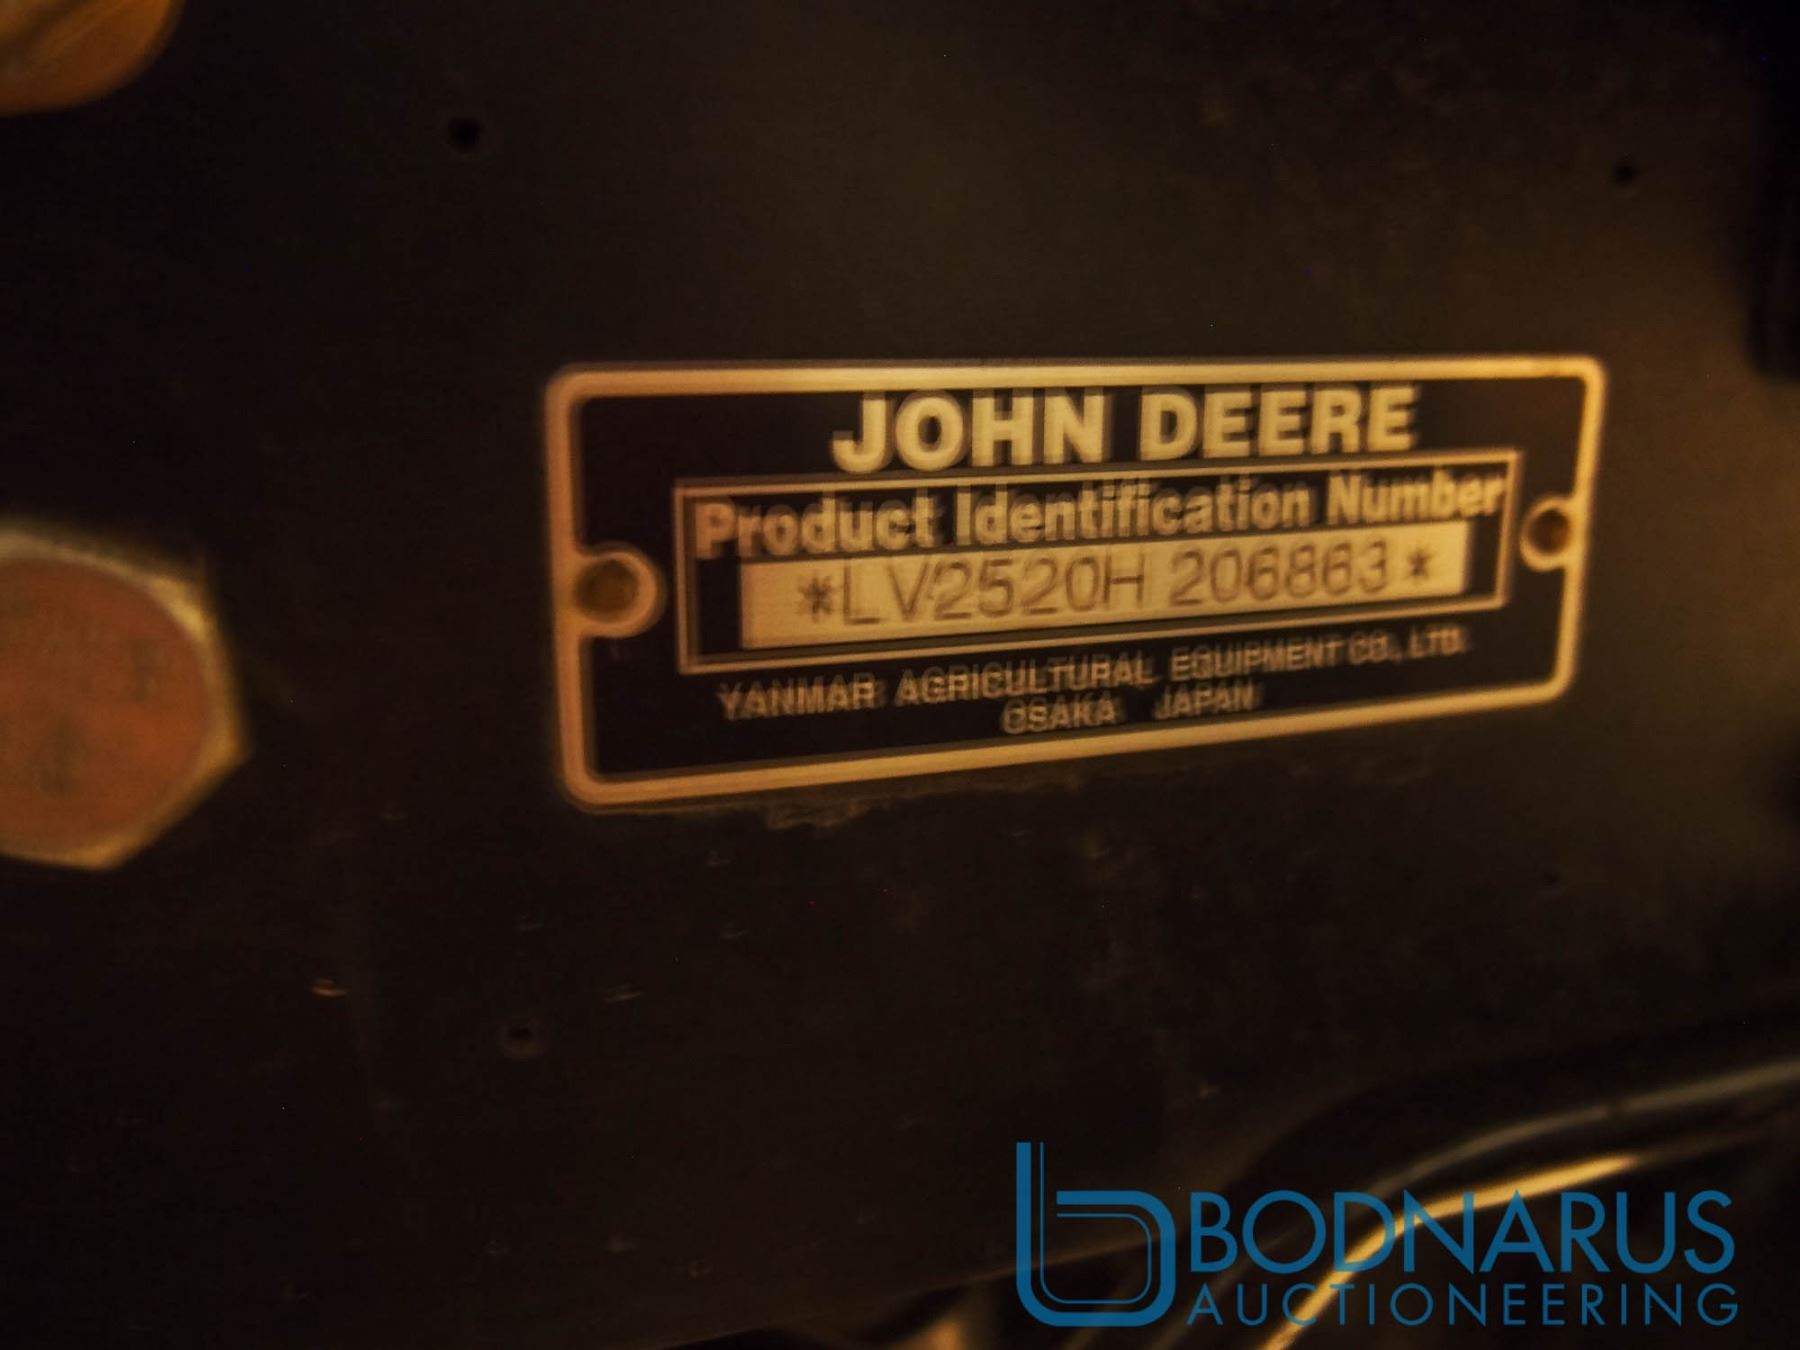 JOHN DEERE
Product Identification Number
*LV2520H 206863*
YANMAR AGRICULTURAL EQUIPMENT CO., LTD.
OSAKA JAPAN
BODNARUS
AUCTIONEERING